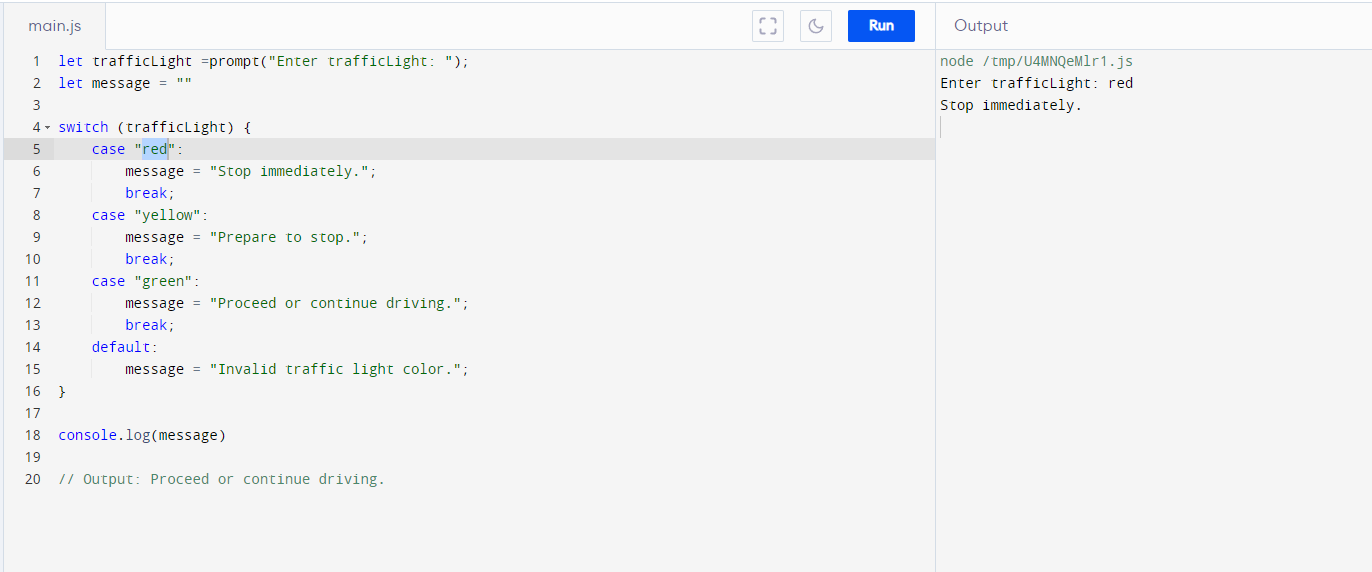 main.js
Run
Output
1 let trafficLight =prompt("Enter trafficLight: ");
2 let message = ""
3
4 switch (trafficLight) {
5     case "red":
6         message = "Stop immediately.";
7         break;
8     case "yellow":
9         message = "Prepare to stop.";
10         break;
11     case "green":
12         message = "Proceed or continue driving.";
13         break;
14     default:
15         message = "Invalid traffic light color.";
16 }
17
18 console.log(message)
19
20 // Output: Proceed or continue driving.
node /tmp/U4MNQeMlr1.js
Enter trafficLight: red
Stop immediately.